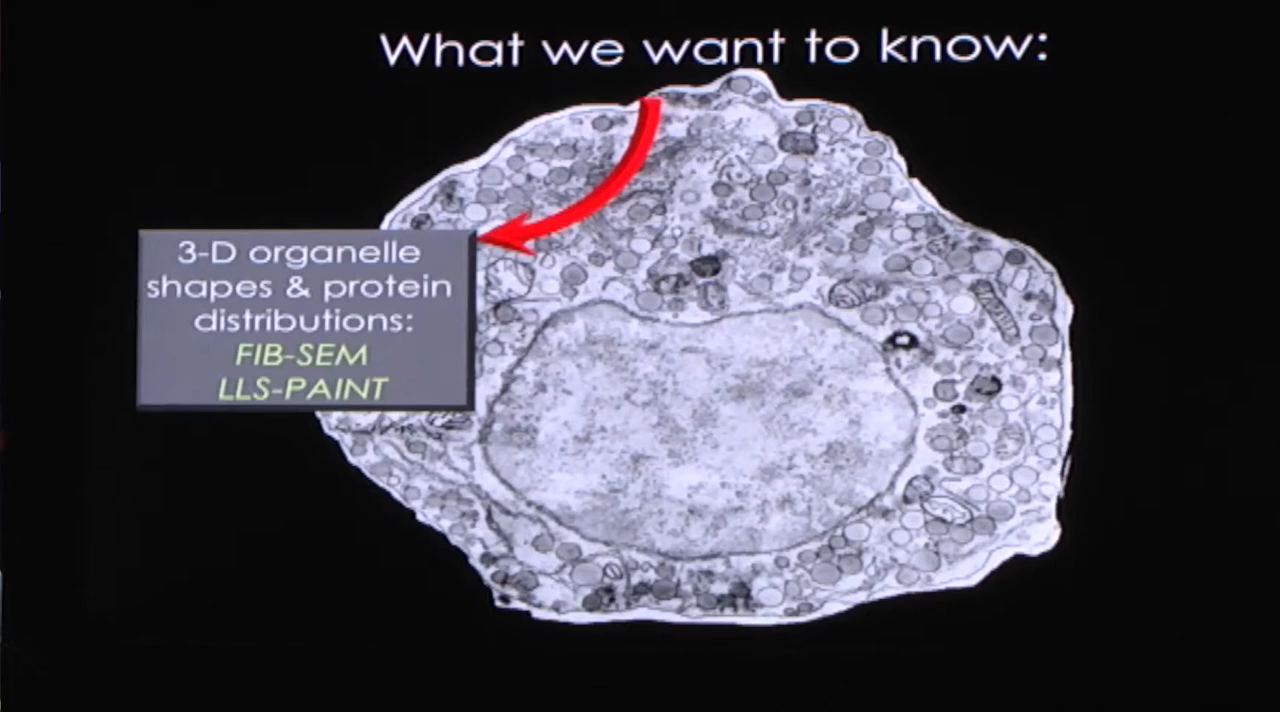 What we want to know:
3-D organelle
shapes & protein
distributions:
FIB-SEM
LLS-PAINT